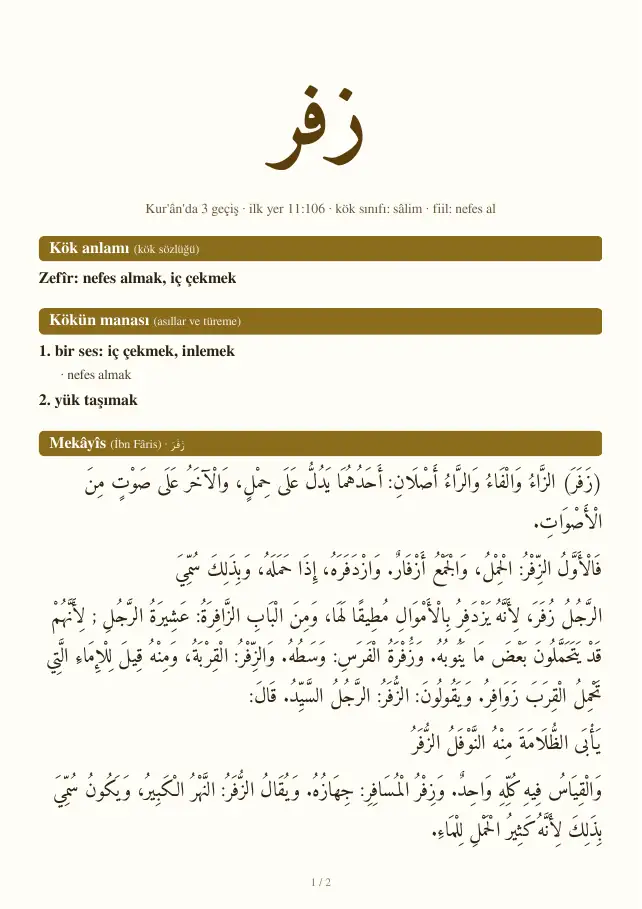 زفر
Kur'ân'da 3 geçiş · ilk yer 11:106 · kök sınıfı: sâlim · fiil: nefes al
Kök anlamı (kök sözlüğü)
Zefîr: nefes almak, iç çekmek
Kökün manası (asıllar ve türeme)
1. bir ses: iç çekmek, inlemek
· nefes almak
2. yük taşımak
Mekâyîs (İbn Fâris) · زَفَرَ
(زَفَرَ) الزَّاءُ وَالْفَاءُ وَالرَّاءُ أَصْلَانِ: أَحَدُهُمَا يَدُلُّ عَلَى حِمْلٍ، وَالْآخَرُ عَلَى صَوْتٍ مِنَ
الْأَصْوَاتِ.
فَالْأَوَّلُ الزِّفْرُ: الْحِمْلُ، وَالْجَمْعُ أَزْفَارٌ. وَازْدَفَرَهُ، إِذَا حَمَلَهُ، وَبِذَلِكَ سُمِّيَ
الرَّجُلُ زُفَرَ، لِأَنَّهُ يَزْدَفِرُ بِالْأَمْوَالِ مُطِيقًا لَهَا، وَمِنَ الْبَابِ الزَّافِرَةُ: عَشِيرَةُ الرَّجُلِ ; لِأَنَّهُمْ
قَدْ يَتَحَمَّلُونَ بَعْضَ مَا يَنُوبُهُ. وَزُفْرَةُ الْفَرَسِ: وَسَطُهُ. وَالزِّفْرُ: الْقِرْبَةُ، وَمِنْهُ قِيلَ لِلْإِمَاءِ الَّتِي
تَحْمِلُ الْقِرَبَ زَوَافِرُ. وَيَقُولُونَ: الزُّفَرُ: الرَّجُلُ السَّيِّدُ. قَالَ:
يَأْبَى الظُّلَامَةَ مِنْهُ النَّوْفَلُ الزُّفَرُ
وَالْقِيَاسُ فِيهِ كُلِّهِ وَاحِدٌ. وَزِفْرُ الْمُسَافِرِ: جِهَازُهُ. وَيُقَالُ الزُّفَرُ: النَّهْرُ الْكَبِيرُ، وَيَكُونُ سُمِّيَ
بِذَلِكَ لِأَنَّهُ كَثِيرُ الْحَمْلِ لِلْمَاءِ.
1 / 2